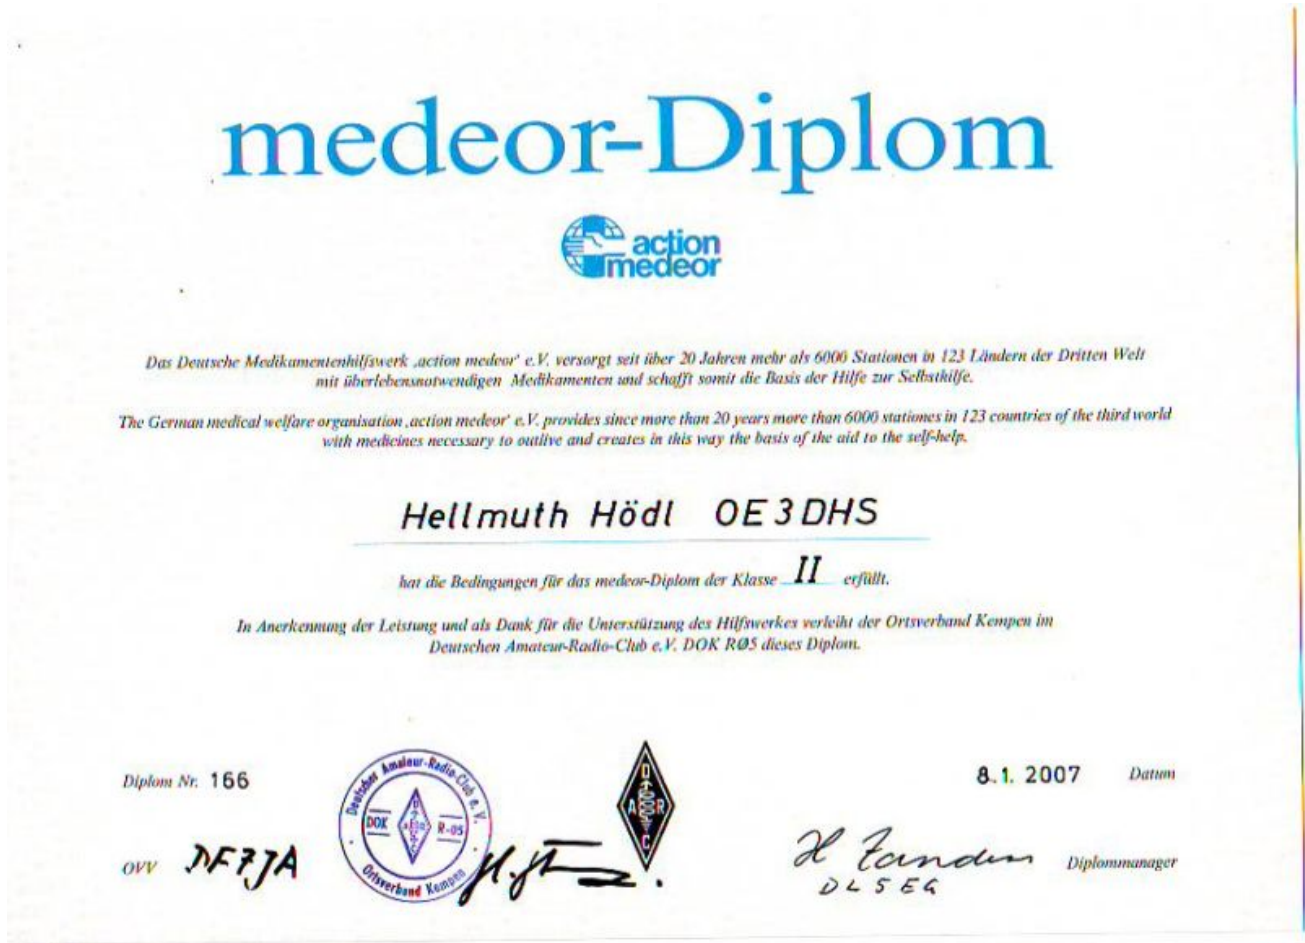 medeor-Diplom
action
medeor
Das Deutsche Medikamentenhilfswerk ‚action medeor' e.V. versorgt seit über 20 Jahren mehr als 6000 Stationen in 123 Ländern der Dritten Welt
mit überlebensnotwendigen Medikamenten und schafft somit die Basis der Hilfe zur Selbsthilfe.
The German medical welfare organisation ‚action medeor' e.V. provides since more than 20 years more than 6000 stationes in 123 countries of the third world
with medicines necessary to outlive and creates in this way the basis of the aid to the self-help.
Hellmuth Hödl OE3DHS
hat die Bedingungen für das medeor-Diplom der Klasse II erfüllt.
In Anerkennung der Leistung und als Dank für die Unterstützung des Hilfswerkes verleiht der Ortsverband Kempen im
Deutschen Amateur-Radio-Club e.V. DOK RØ5 dieses Diplom.
Diplom Nr. 166
8.1. 2007 Datum
Deutscher Amateur-Radio-Club e.V.
DOK R-05
Ortsverband Kempen
D A R C
OVV DF7JA
H Zanders
DL5EG
Diplommanager